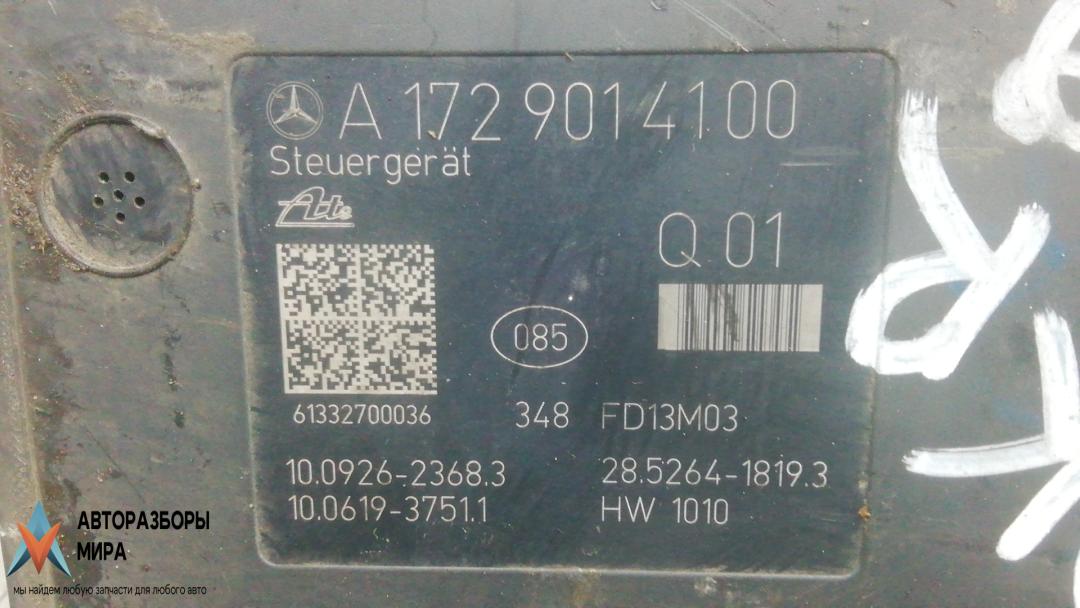 A 172 901 41 00
Steuergerät
Ate
Q 01
085
61332700036
348 FD13M03
10.0926-2368.3
28.5264-1819.3
10.0619-3751.1
HW 1010
АВТОРАЗБОРЫ
МИРА
мы найдем любую запчасти для любого авто